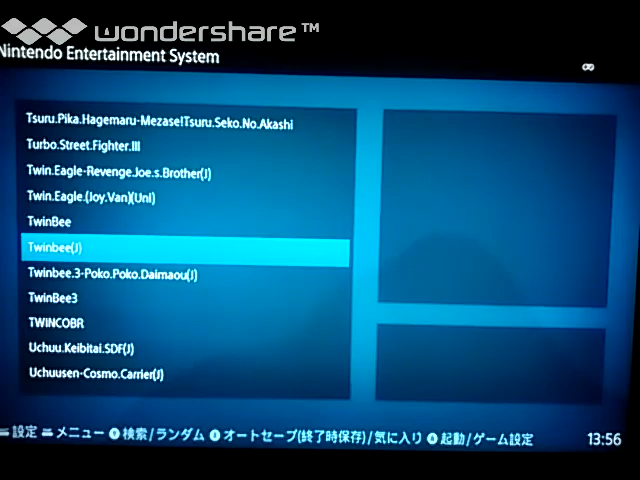 wondershare™
Nintendo Entertainment System
Tsuru.Pika.Hagemaru-Mezase!Tsuru.Seko.No.Akashi
Turbo.Street.Fighter.III
Twin.Eagle-Revenge.Joe.s.Brother(J)
Twin.Eagle.(Joy.Van)(Unl)
TwinBee
Twinbee(J)
Twinbee.3-Poko.Poko.Daimaou(J)
TwinBee3
TWINCOBR
Uchuu.Keibitai.SDF(J)
Uchuusen-Cosmo.Carrier(J)
設定 メニュー Y 検索/ランダム X オートセーブ(終了時保存)/気に入り A 起動/ゲーム設定 13:56